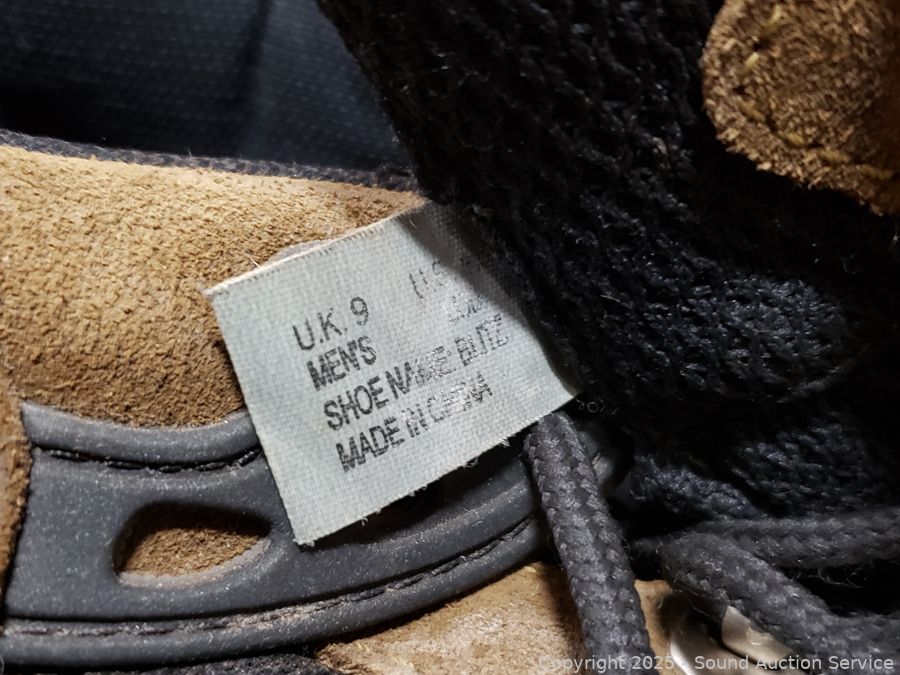 U.K. 9 U.S.
MEN'S
SHOE NAME: BLITZ
MADE IN CHINA
Copyright 2025 - Sound Auction Service